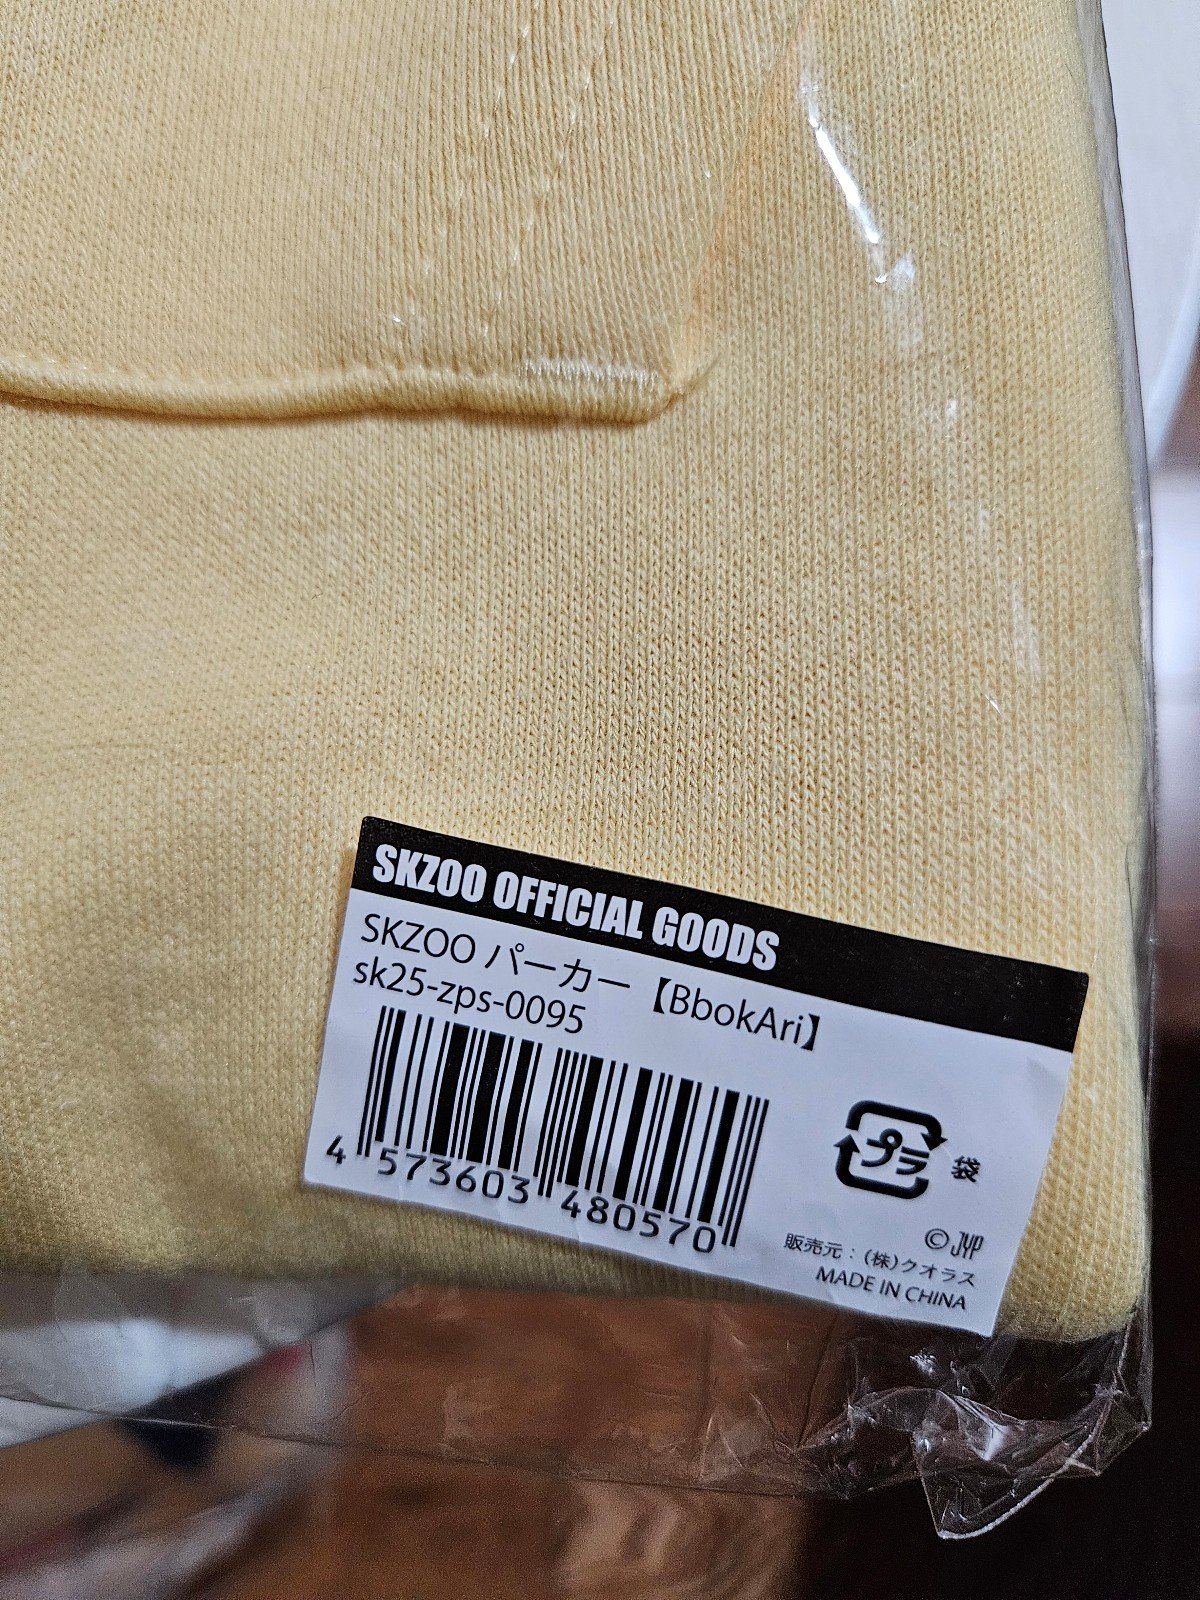 SKZOO OFFICIAL GOODS
SKZOO パーカー【BbokAri】
sk25-zps-0095
4 573603 480570
プラ 袋
© JYP
販売元：(株)クオラス
MADE IN CHINA